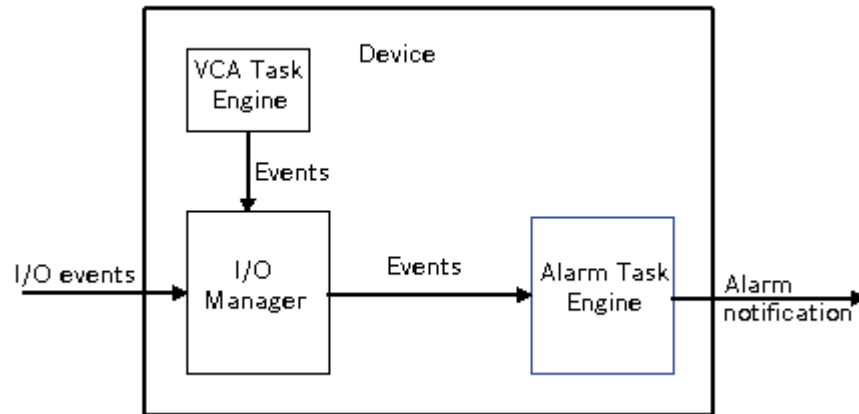 Device
VCA Task
Engine
Events
I/O events
I/O
Manager
Events
Alarm Task
Engine
Alarm
notification